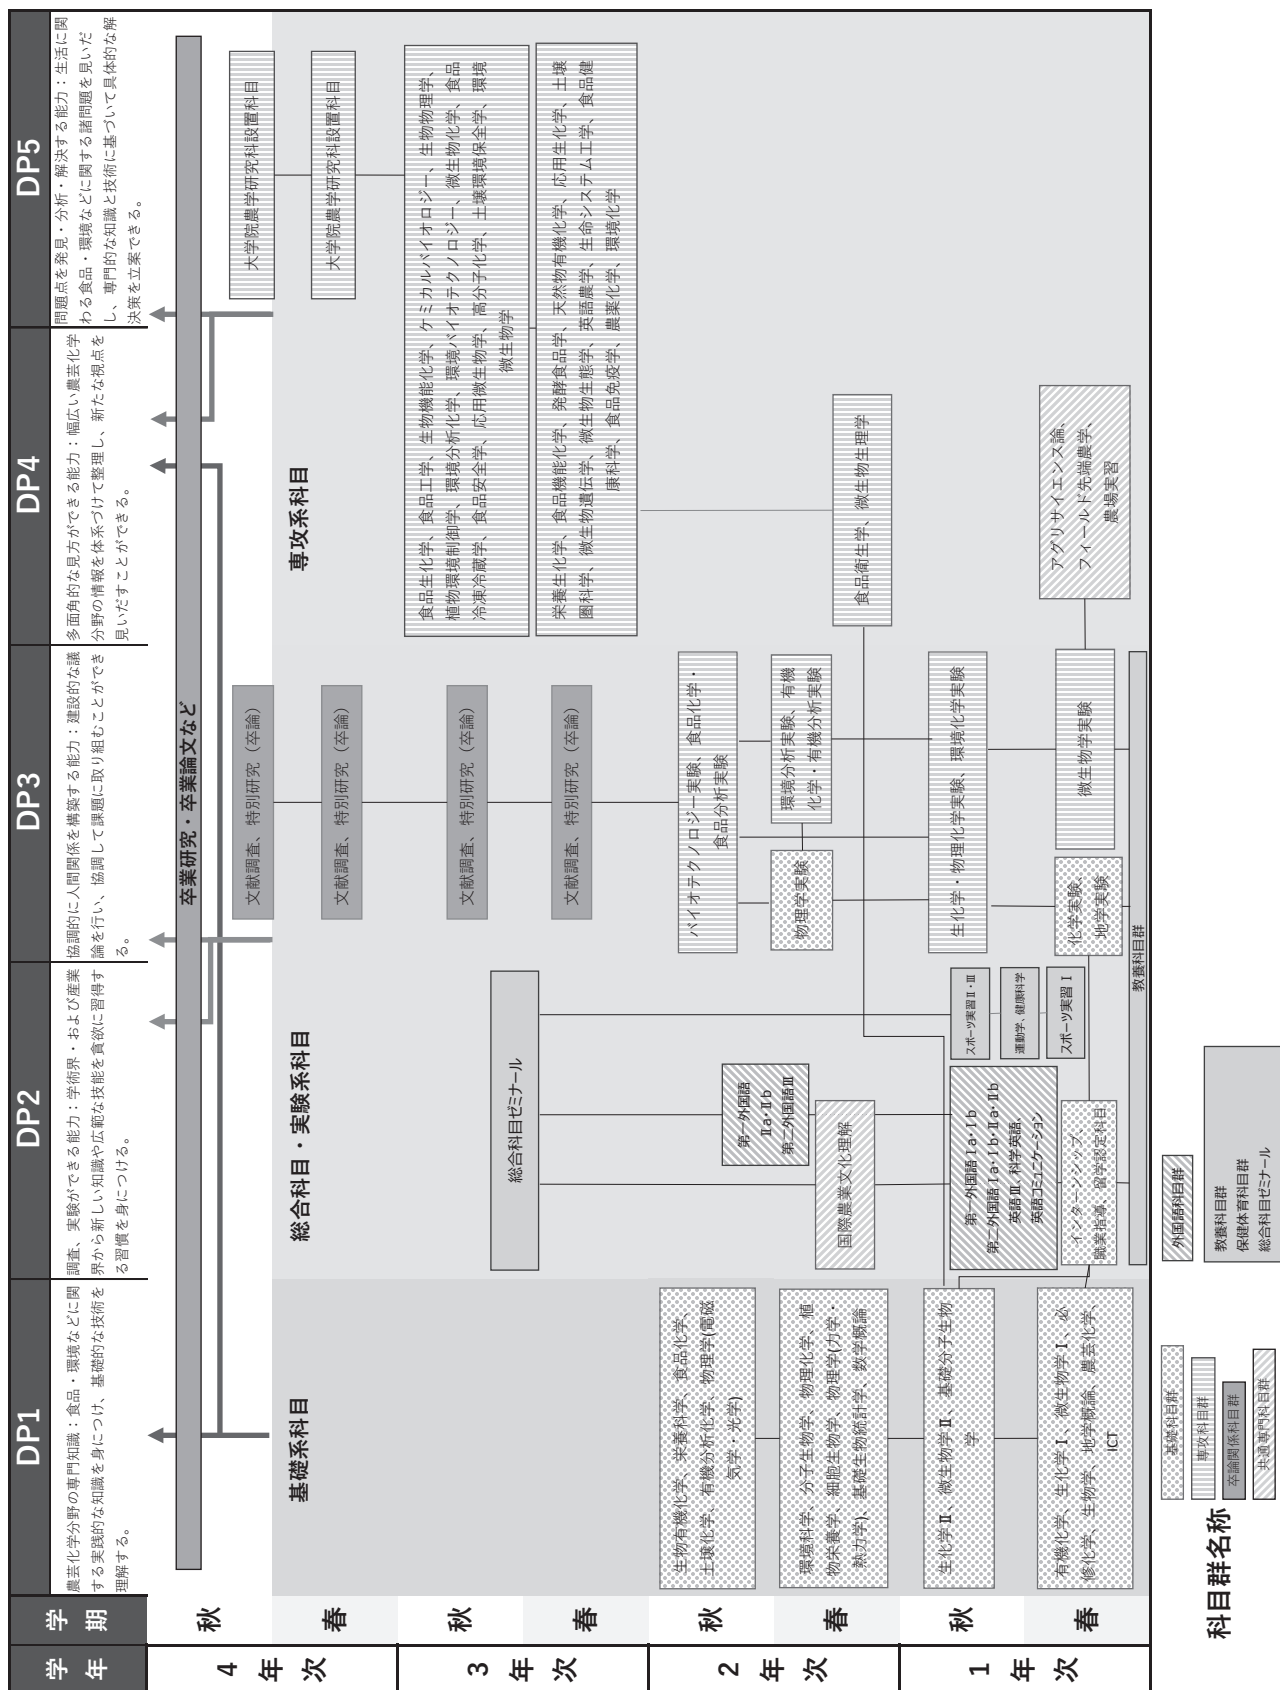 学年
学期
DP1
DP2
DP3
DP4
DP5
農芸化学分野の専門知識：食品・環境などに関
する実践的な知識を身につけ、基礎的な技術を
理解する。
調査、実験ができる能力：学術界・および産業
界から新しい知識や広範な技能を貪欲に習得す
る習慣を身につける。
協調的に人間関係を構築する能力：建設的な議
論を行い、協調して課題に取り組むことができ
る。
多面角的な見方ができる能力：幅広い農芸化学
分野の情報を体系づけて整理し、新たな視点を
見いだすことができる。
問題点を発見・分析・解決する能力：生活に関
わる食品・環境などに関する諸問題を見いだ
し、専門的な知識と技術に基づいて具体的な解
決策を立案できる。
4年次
秋
春
3年次
秋
春
2年次
秋
春
1年次
秋
春
卒業研究・卒業論文など
基礎系科目
総合科目・実験系科目
専攻系科目
文献調査、特別研究（卒論）
大学院農学研究科設置科目
文献調査、特別研究（卒論）
大学院農学研究科設置科目
文献調査、特別研究（卒論）
食品生化学、食品工学、生物機能化学、ケミカルバイオロジー、生物物理学、
植物環境制御学、環境分析化学、環境バイオテクノロジー、微生物化学、食品
冷凍冷蔵学、食品安全学、応用微生物学、高分子化学、土壌環境保全学、環境
微生物学
総合科目ゼミナール
文献調査、特別研究（卒論）
栄養生化学、食品機能化学、発酵食品学、天然物有機化学、応用生化学、土壌
圏科学、微生物遺伝学、微生物生態学、英語農学、生命システム工学、食品健
康科学、食品免疫学、農薬化学、環境化学
生物有機化学、栄養科学、食品化学、
土壌化学、有機分析化学、物理学(電磁
気学・光学)
第一外国語
Ⅱa・Ⅱb
第二外国語Ⅲ
バイオテクノロジー実験、食品化学・
食品分析実験
環境科学、分子生物学、物理化学、植
物栄養学、細胞生物学、物理学(力学・
熱力学)、基礎生物統計学、数学概論
国際農業文化理解
物理学実験
環境分析実験、有機
化学・有機分析実験
食品衛生学、微生物生理学
生化学Ⅱ、微生物学Ⅱ、基礎分子生物
学
第一外国語Ⅰa・Ⅰb
第二外国語Ⅰa・Ⅰb・Ⅱa・Ⅱb
英語Ⅲ／科学英語、
英語コミュニケーション
スポーツ実習Ⅱ・Ⅲ
運動学、健康科学
スポーツ実習Ⅰ
生化学・物理化学実験、環境化学実験
有機化学、生化学Ⅰ、微生物学Ⅰ、必
修化学、生物学、地学概論、農芸化学、
ICT
インターンシップ、
職業指導、留学認定科目
化学実験、
地学実験
微生物学実験
アグリサイエンス論、
フィールド先端農学、
農場実習
教養科目群
科目群名称
基礎科目群
専攻科目群
卒論関係科目群
共通専門科目群
外国語科目群
教養科目群
保健体育科目群
総合科目ゼミナール